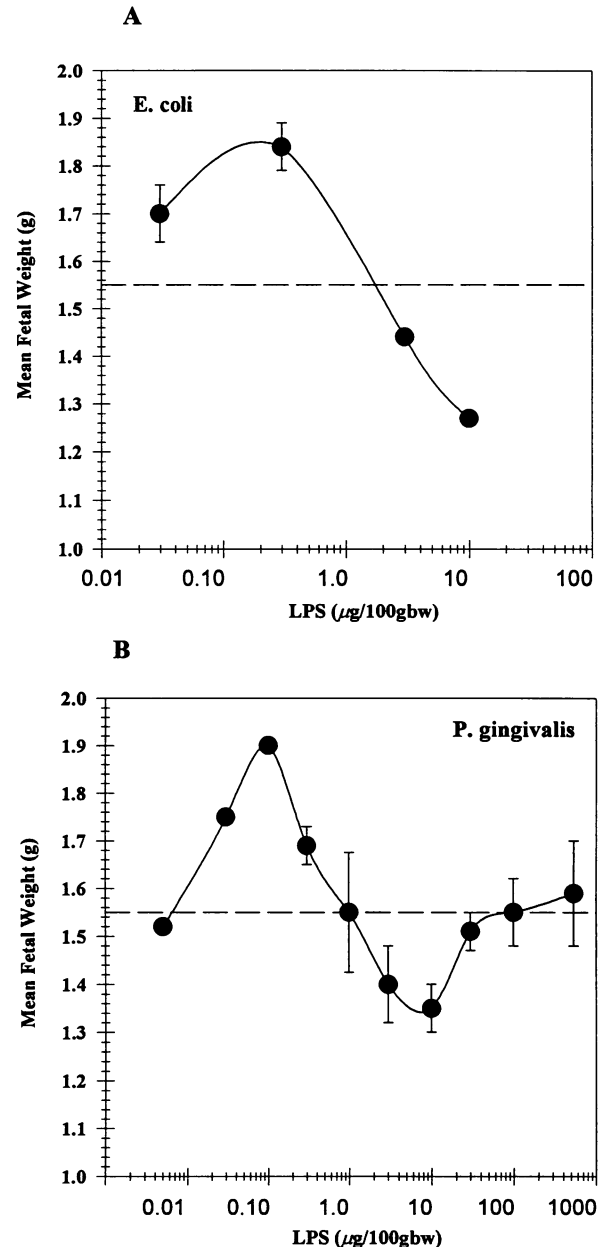 A
E. coli
2.0
1.9
1.8
1.7
1.6
1.5
1.4
1.3
1.2
1.1
1.0
Mean Fetal Weight (g)
0.01 0.10 1.0 10 100
LPS (μg/100gbw)
B
P. gingivalis
2.0
1.9
1.8
1.7
1.6
1.5
1.4
1.3
1.2
1.1
1.0
Mean Fetal Weight (g)
0.01 0.10 1.0 10 100 1000
LPS (μg/100gbw)